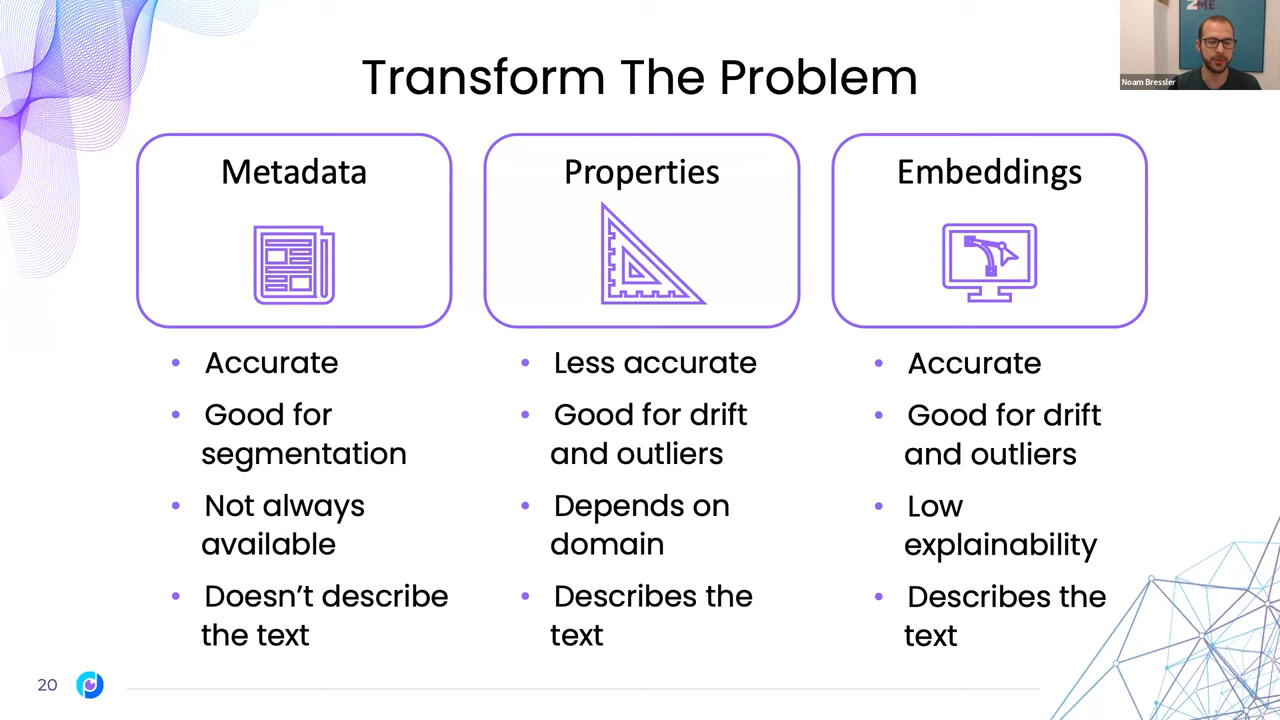 Transform The Problem
Noam Bressler
Metadata
Accurate
Good for
segmentation
Not always
available
Doesn’t describe
the text
Properties
Less accurate
Good for drift
and outliers
Depends on
domain
Describes the
text
Embeddings
Accurate
Good for drift
and outliers
Low
explainability
Describes the
text
20